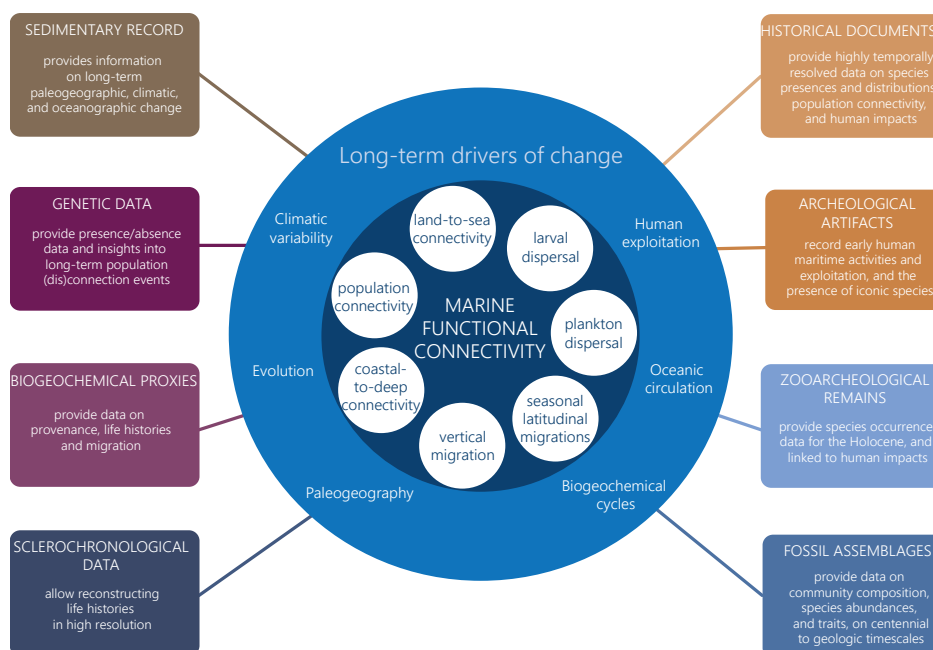 SEDIMENTARY RECORD
provides information
on long-term
paleogeographic, climatic,
and oceanographic change
GENETIC DATA
provide presence/absence
data and insights into
long-term population
(dis)connection events
BIOGEOCHEMICAL PROXIES
provide data on
provenance, life histories
and migration
SCLEROCHRONOLOGICAL
DATA
allow reconstructing
life histories
in high resolution
Long-term drivers of change
Climatic
variability
Human
exploitation
Evolution
Oceanic
circulation
Paleogeography
Biogeochemical
cycles
land-to-sea
connectivity
larval
dispersal
population
connectivity
MARINE
FUNCTIONAL
CONNECTIVITY
plankton
dispersal
coastal-
to-deep
connectivity
seasonal
latitudinal
migrations
vertical
migration
HISTORICAL DOCUMENTS
provide highly temporally
resolved data on species
presences and distributions
population connectivity,
and human impacts
ARCHEOLOGICAL
ARTIFACTS
record early human
maritime activities and
exploitation, and the
presence of iconic species
ZOOARCHEOLOGICAL
REMAINS
provide species occurrence
data for the Holocene, and
linked to human impacts
FOSSIL ASSEMBLAGES
provide data on
community composition,
species abundances,
and traits, on centennial
to geologic timescales